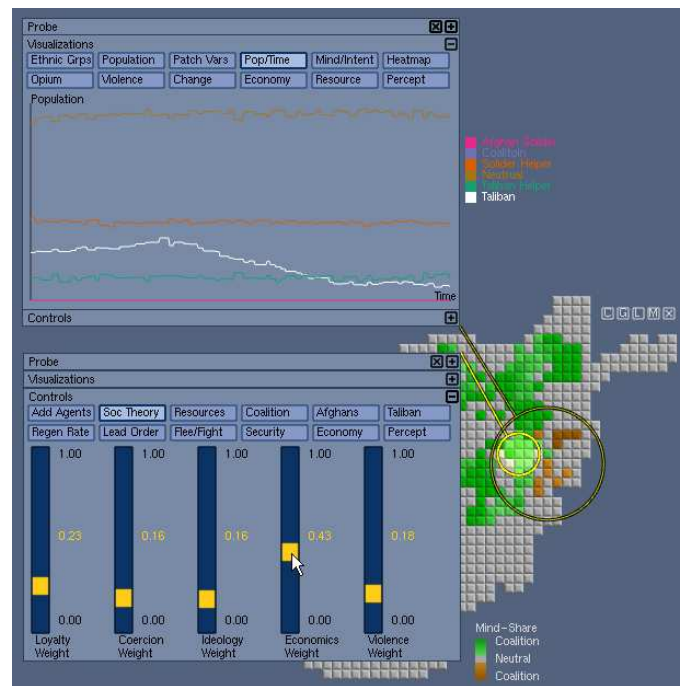 Probe
Visualizations
Ethnic Grps Population Patch Vars Pop/Time Mind/Intent Heatmap
Opium Violence Change Economy Resource Percept
Population
Afghan Soldier
Coalitoin
Solider Helper
Neutrual
Taliban Helper
Taliban
Time
Controls
C G L M X
Probe
Visualizations
Controls
Add Agents Soc Theory Resources Coalition Afghans Taliban
Regen Rate Lead Order Flee/Fight Security Economy Percept
1.00 1.00 1.00 1.00 1.00
0.23 0.16 0.16 0.43 0.18
0.00 0.00 0.00 0.00 0.00
Loyalty Coercion Ideology Economics Violence
Weight Weight Weight Weight Weight
Mind-Share
Coalition
Neutral
Coalition